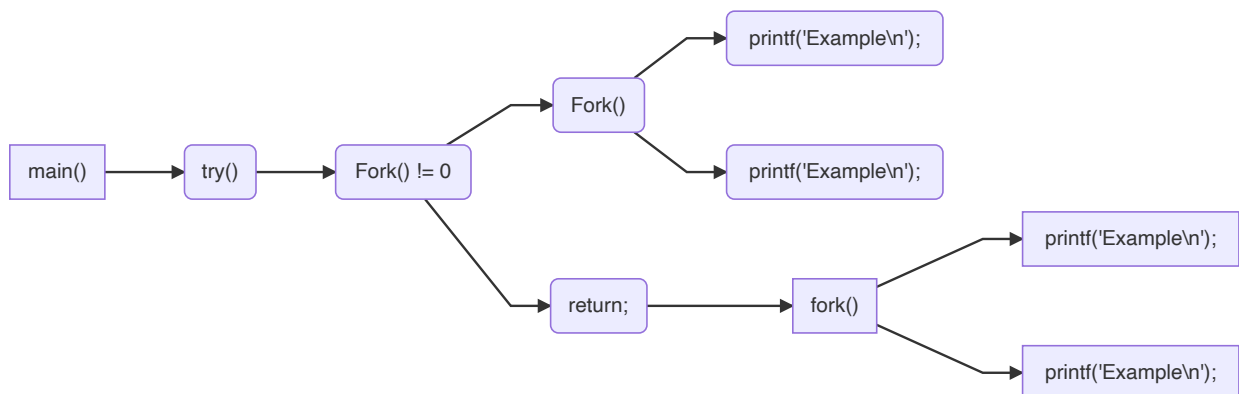 main()
try()
Fork() != 0
Fork()
printf('Example\n');
printf('Example\n');
return;
fork()
printf('Example\n');
printf('Example\n');